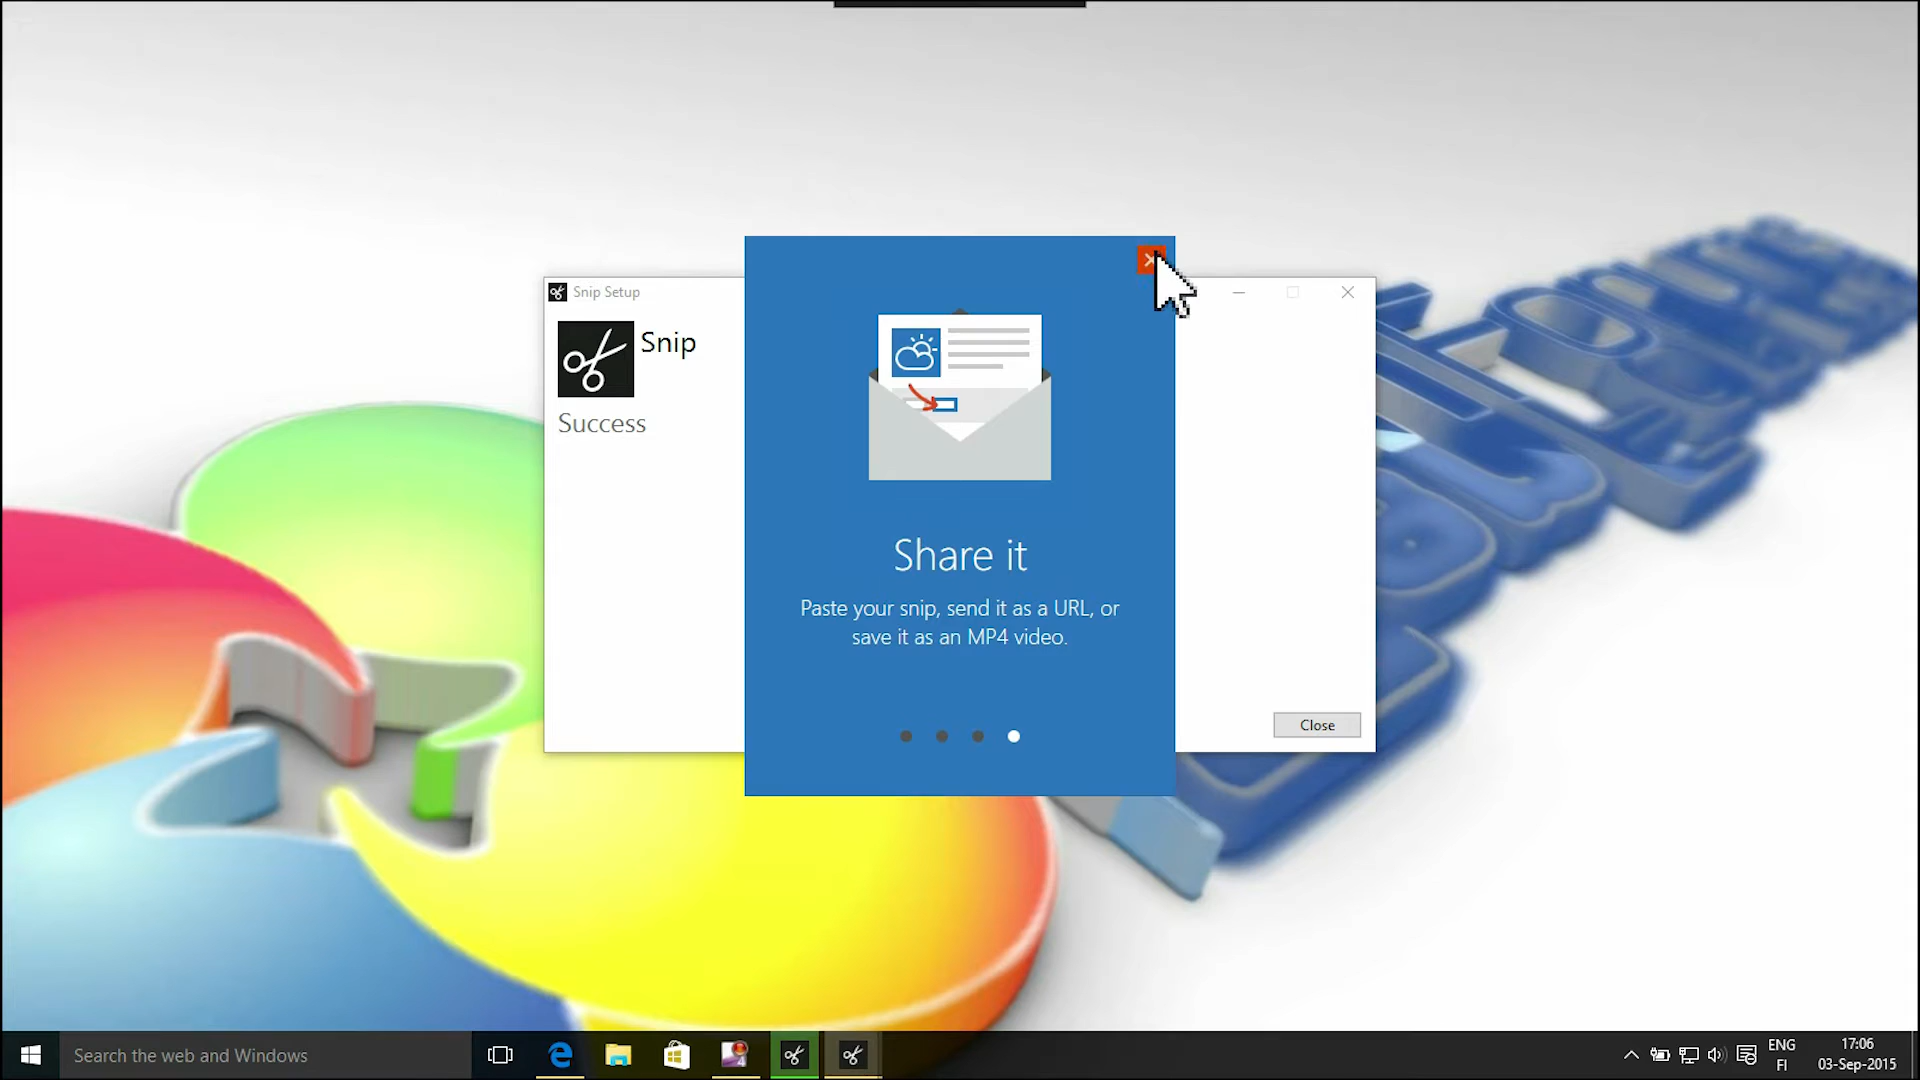 Snip Setup
Snip
Success
Share it
Paste your snip, send it as a URL, or
save it as an MP4 video.
Close
Search the web and Windows
ENG
FI
17:06
03-Sep-2015